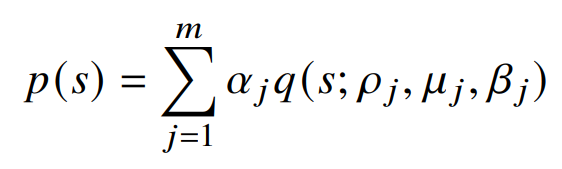 p(s) = \sum_{j=1}^{m} \alpha_j q(s; \rho_j, \mu_j, \beta_j)